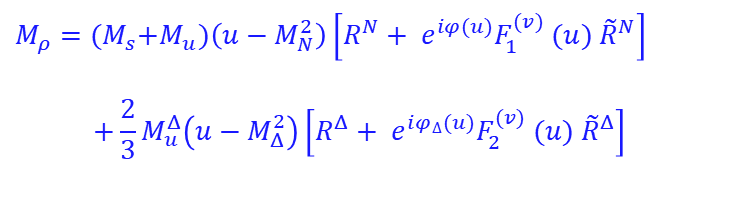 M_ρ = (M_s+M_u)(u − M_N^2)[R^N + e^{iφ(u)}F_1^{(v)} (u) R̃^N]
+ 2/3 M_u^Δ(u − M_Δ^2)[R^Δ + e^{iφ_Δ(u)}F_2^{(v)} (u) R̃^Δ]